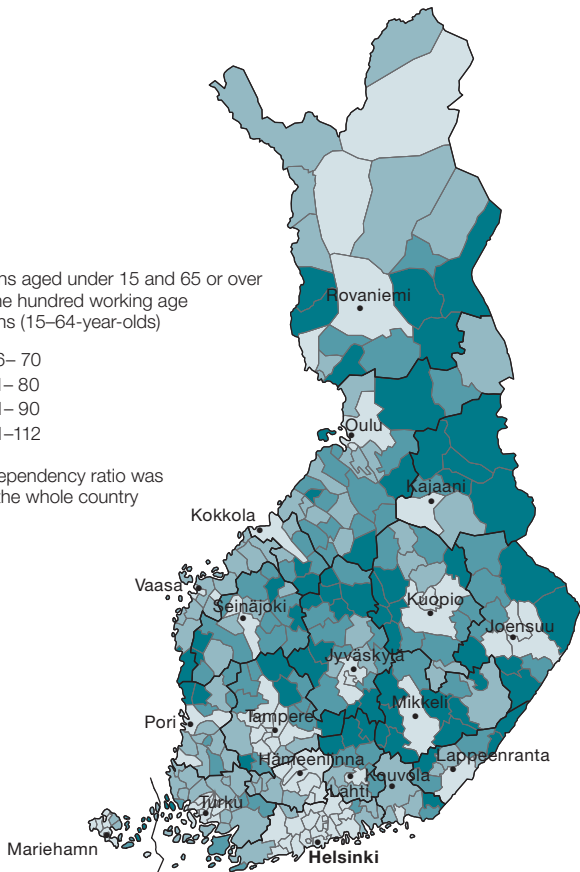 ns aged under 15 and 65 or over
ne hundred working age
ns (15–64-year-olds)
6– 70
1– 80
1– 90
1–112
ependency ratio was
the whole country
Rovaniemi
Oulu
Kajaani
Kokkola
Vaasa
Seinäjoki
Kuopio
Joensuu
Jyväskylä
Mikkeli
Pori
Tampere
Hämeenlinna
Lappeenranta
Kouvola
Lahti
Turku
Mariehamn
Helsinki